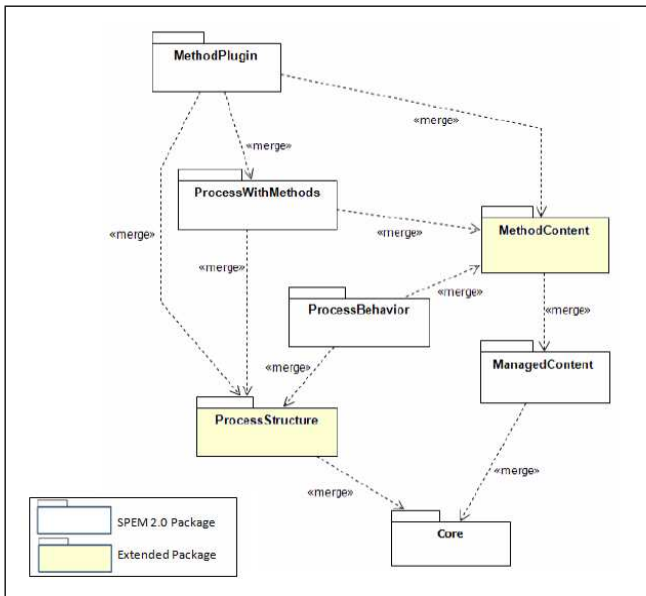 MethodPlugin
«merge»
«merge»
ProcessWithMethods
«merge»
«merge»
MethodContent
«merge»
«merge»
«merge»
ProcessBehavior
«merge»
ManagedContent
«merge»
ProcessStructure
«merge»
«merge»
Core
SPEM 2.0 Package
Extended Package